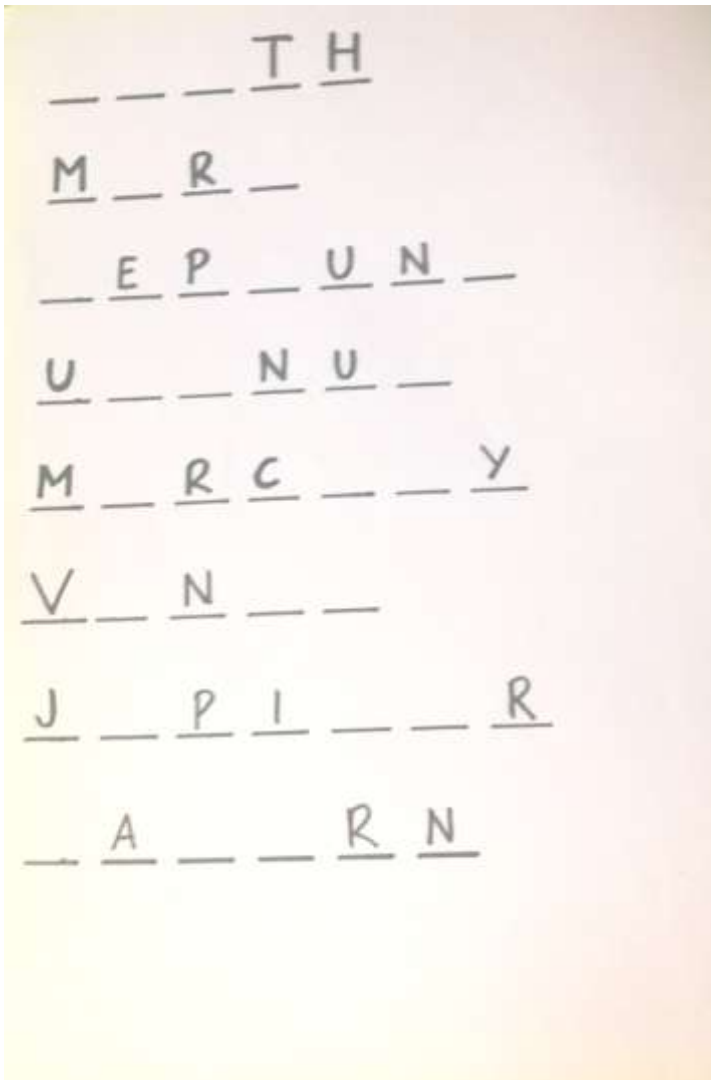 _ _ _ T H
M _ R _
_ E P _ U N _
U _ _ N U _
M _ R C _ _ Y
V _ N _ _
J _ P I _ _ R
_ A _ _ R N